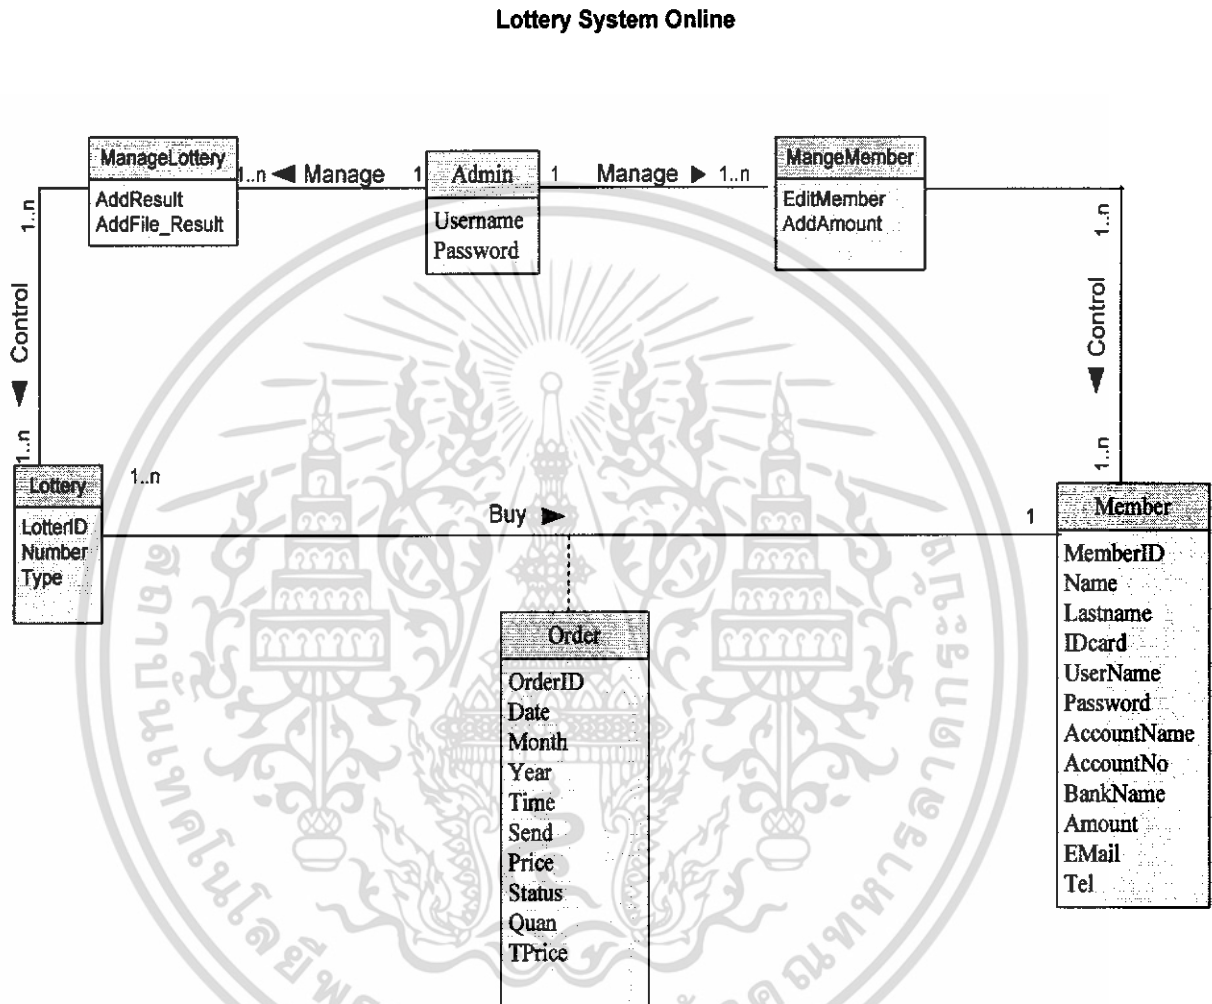 Lottery System Online
ManageLottery
AddResult
AddFile_Result
1..n ◄ Manage 1
Admin
Username
Password
1 Manage ► 1..n
MangeMember
EditMember
AddAmount
1..n
Control
1..n
1..n
Control
1..n
Lottery
LotterID
Number
Type
1..n
Buy ►
1
Member
MemberID
Name
Lastname
IDcard
UserName
Password
AccountName
AccountNo
BankName
Amount
EMail
Tel
Order
OrderID
Date
Month
Year
Time
Send
Price
Status
Quan
TPrice